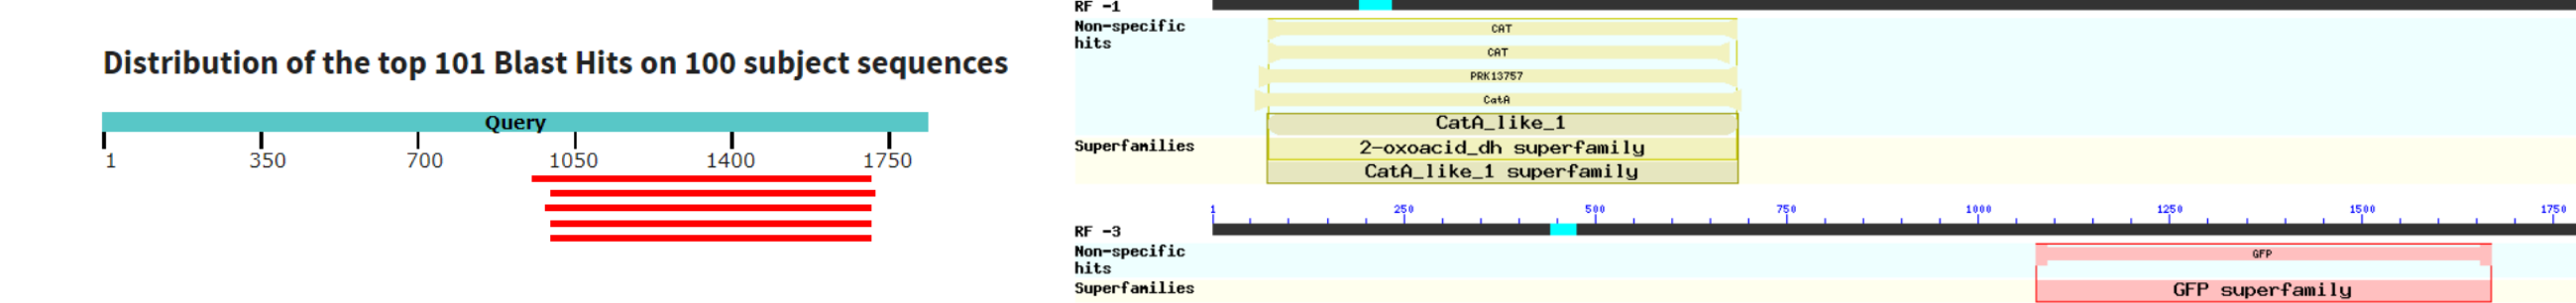 Distribution of the top 101 Blast Hits on 100 subject sequences
Query
1 350 700 1050 1400 1750
RF -1
Non-specific
hits
CAT
CAT
PRK13757
CatA
CatA_like_1
Superfamilies
2-oxoacid_dh superfamily
CatA_like_1 superfamily
1 250 500 750 1000 1250 1500 1750
RF -3
Non-specific
hits
GFP
Superfamilies
GFP superfamily